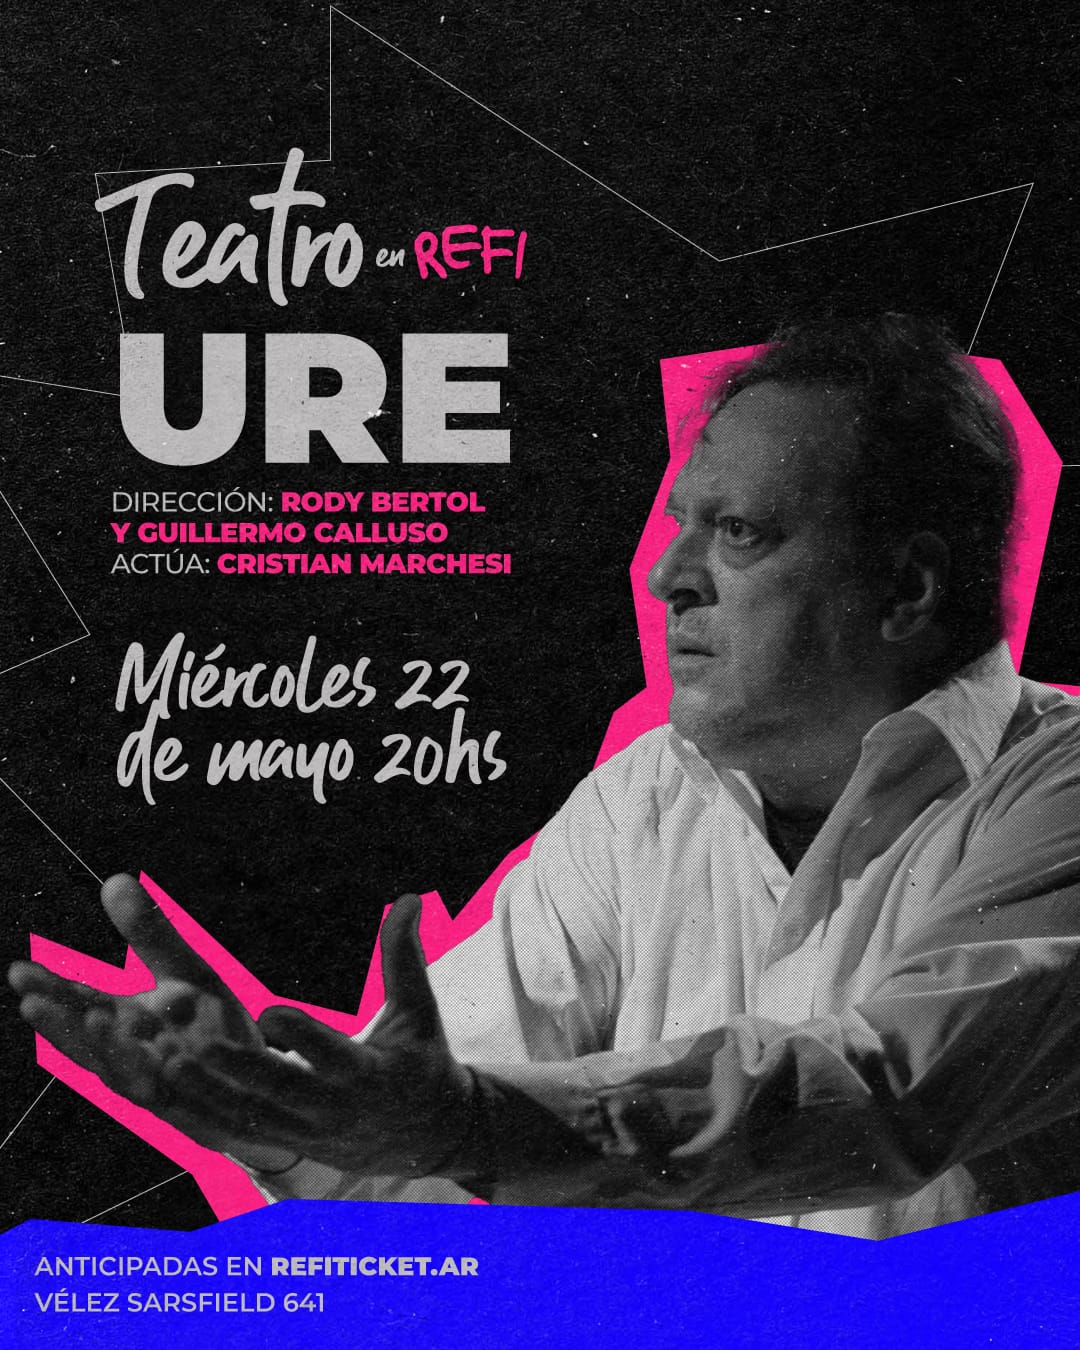 Teatro en REFI
URE
DIRECCIÓN: RODY BERTOL
Y GUILLERMO CALLUSO
ACTÚA: CRISTIAN MARCHESI
Miércoles 22
de mayo 20hs
ANTICIPADAS EN REFITICKET.AR
VÉLEZ SARSFIELD 641